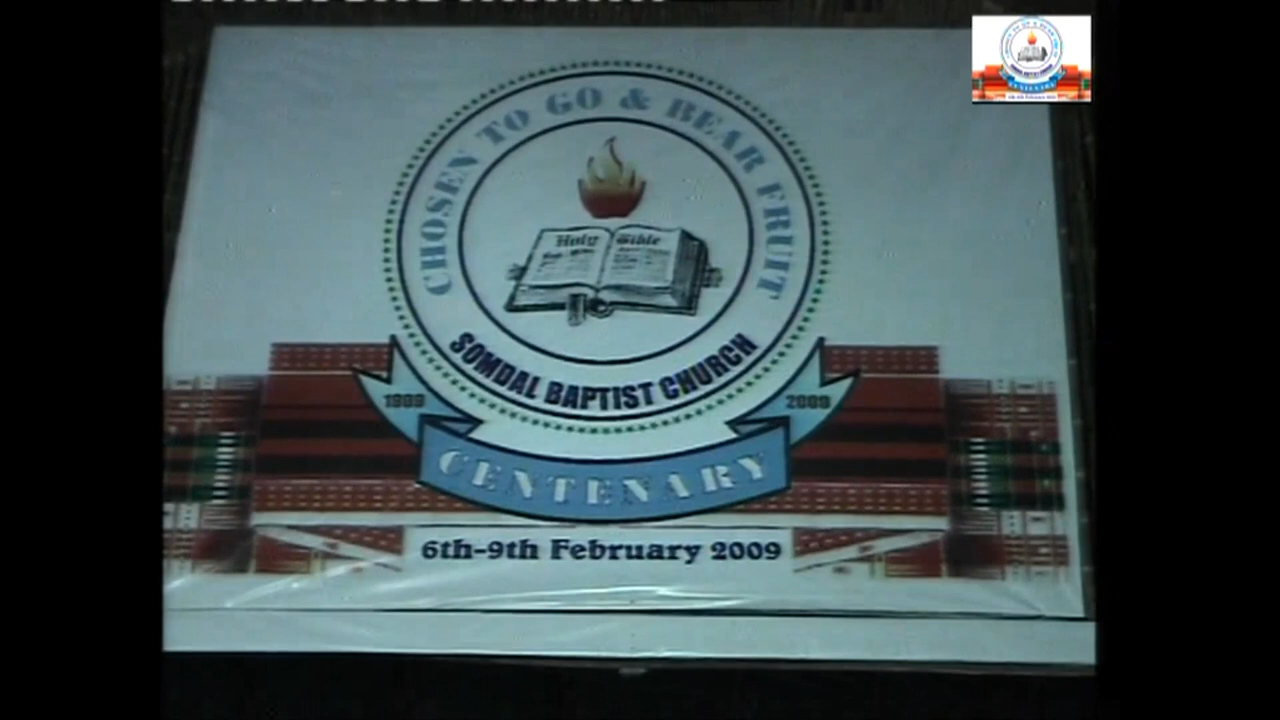 CHOSEN TO GO & BEAR FRUIT
Holy Bible
SOMDAL BAPTIST CHURCH
1909 2009
CENTENARY
6th-9th February 2009